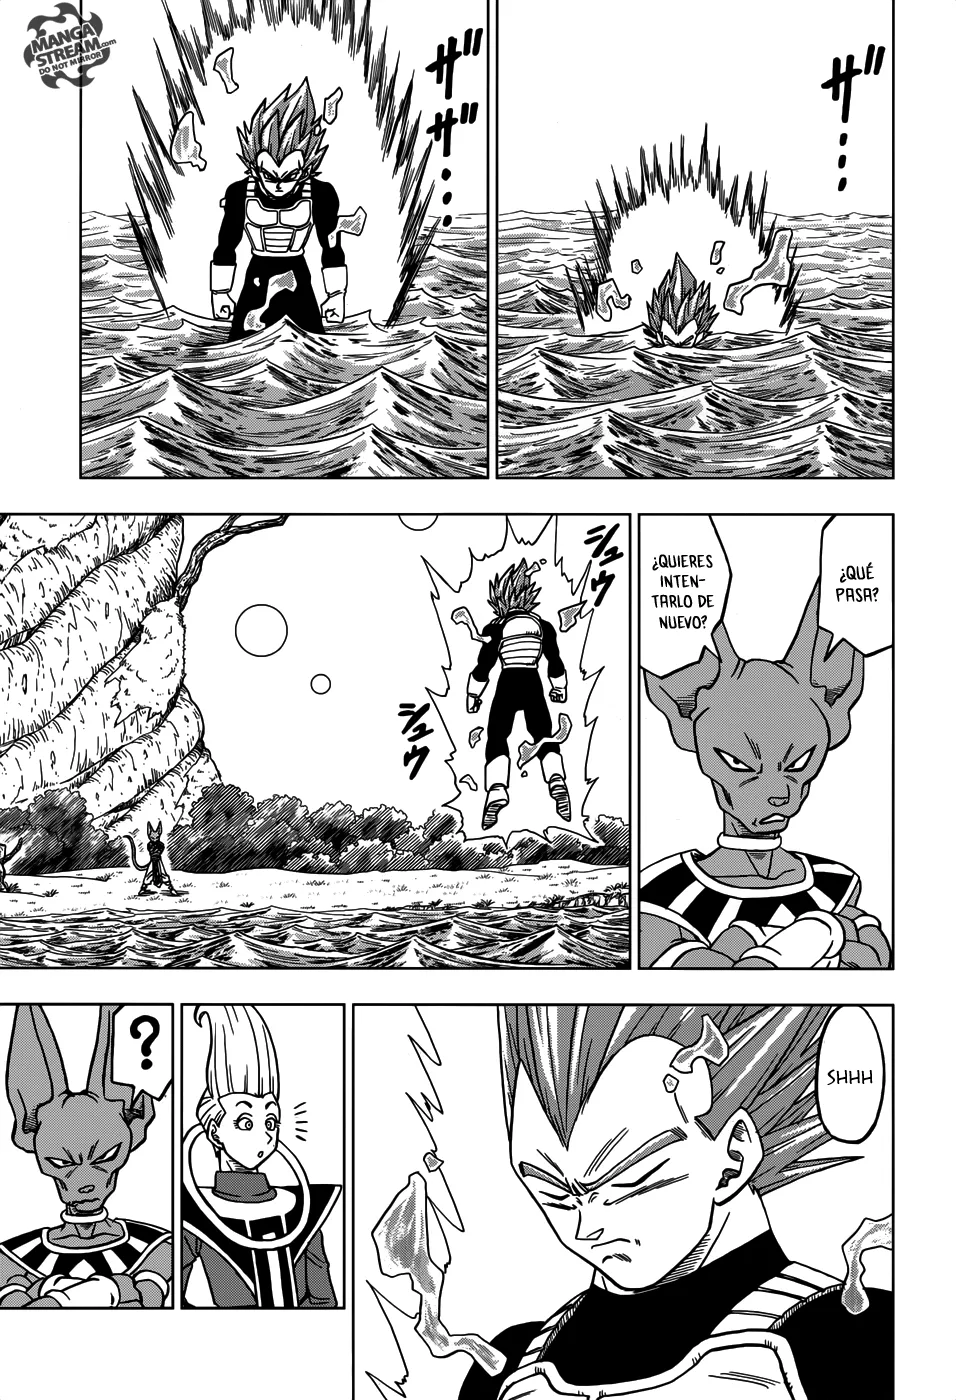 MANGA
STREAM.com
DO NOT MIRROR
ザ゛...
ザ゛ザ゛...
¿QUÉ
PASA?
¿QUIERES
INTEN-
TARLO DE
NUEVO?
シュウ
シュウ
SHHH
?